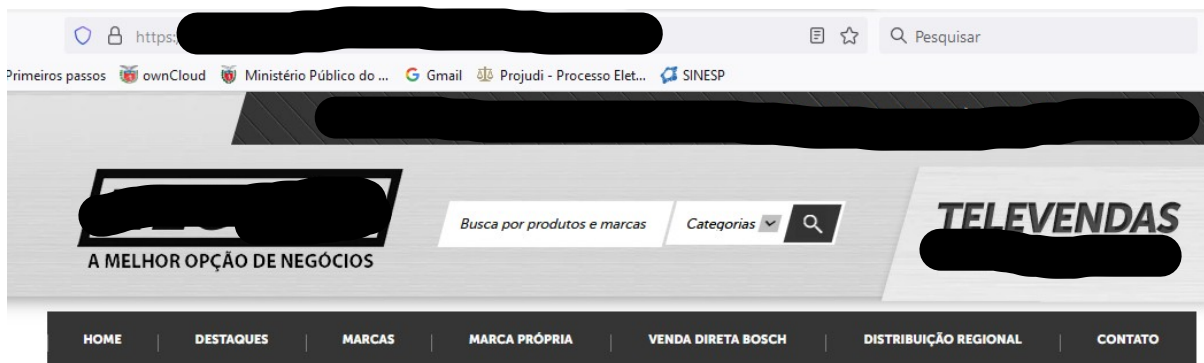 https:
Pesquisar
Primeiros passos ownCloud Ministério Público do ... Gmail Projudi - Processo Elet... SINESP
Busca por produtos e marcas Categorias
TELEVENDAS
A MELHOR OPÇÃO DE NEGÓCIOS
HOME DESTAQUES MARCAS MARCA PRÓPRIA VENDA DIRETA BOSCH DISTRIBUIÇÃO REGIONAL CONTATO